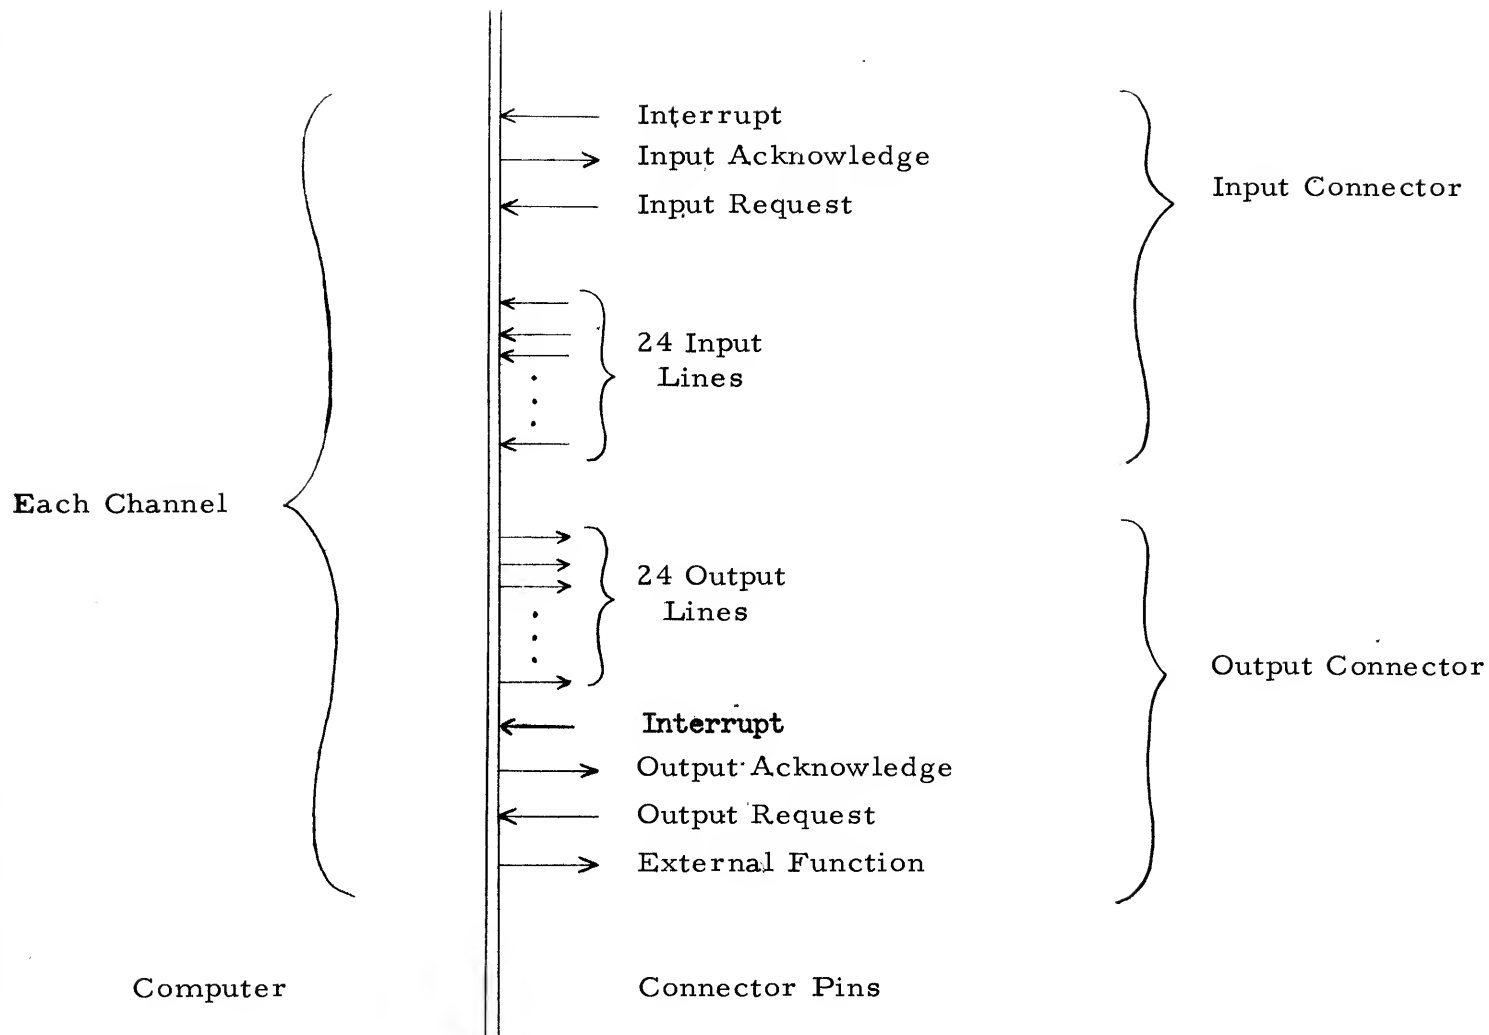 Interrupt
Input Acknowledge
Input Request
Input Connector
24 Input
Lines
Each Channel
24 Output
Lines
Output Connector
Interrupt
Output Acknowledge
Output Request
External Function
Computer
Connector Pins